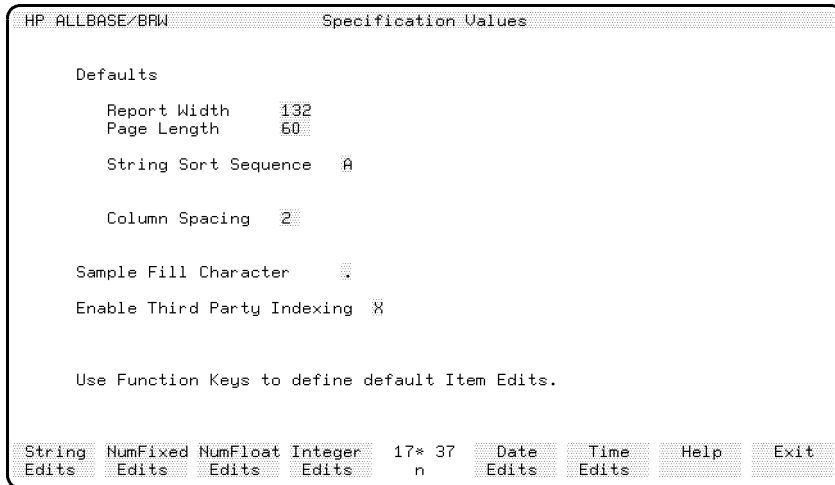 HP ALLBASE/BRW Specification Values
Defaults
Report Width 132
Page Length 60
String Sort Sequence A
Column Spacing 2
Sample Fill Character .
Enable Third Party Indexing X
Use Function Keys to define default Item Edits.
String NumFixed NumFloat Integer 17* 37 Date Time Help Exit
Edits Edits Edits Edits n Edits Edits